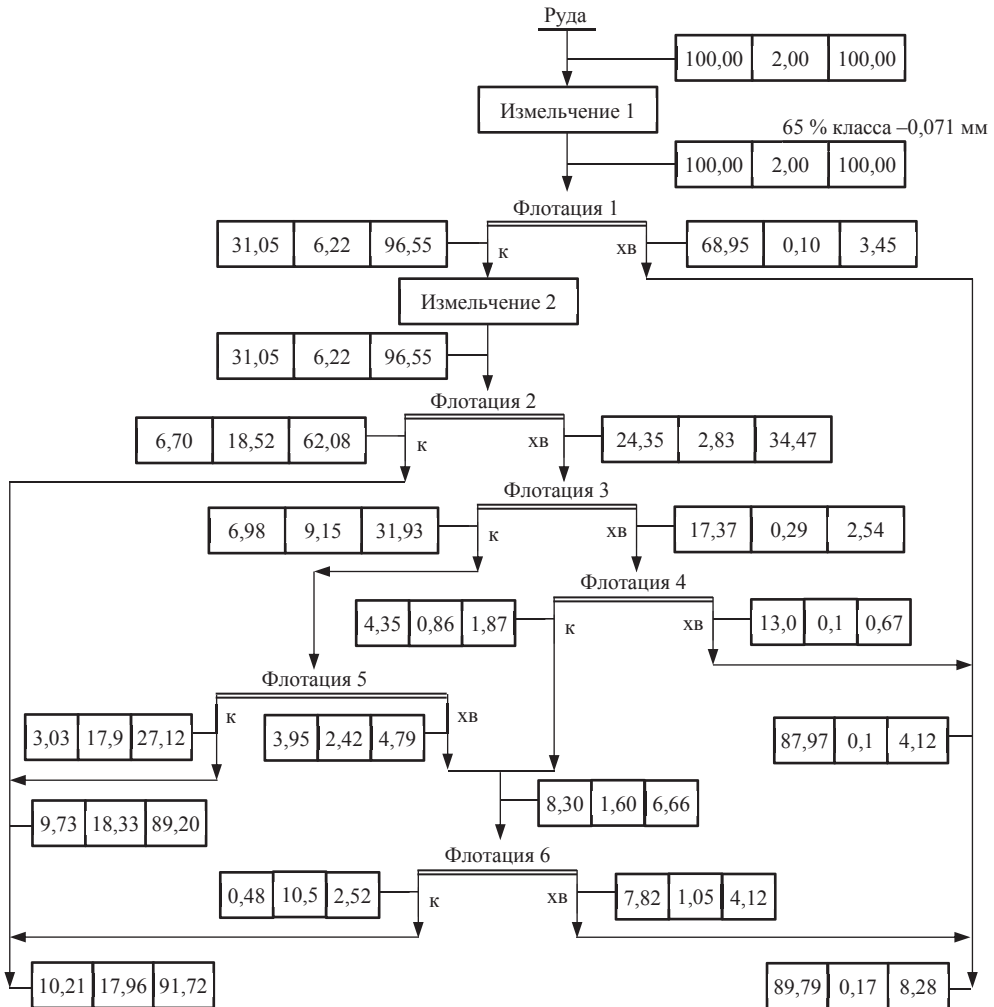 Руда
100,00 2,00 100,00
Измельчение 1
65 % класса –0,071 мм
100,00 2,00 100,00
Флотация 1
31,05 6,22 96,55
к
хв
68,95 0,10 3,45
Измельчение 2
31,05 6,22 96,55
Флотация 2
6,70 18,52 62,08
к
хв
24,35 2,83 34,47
Флотация 3
6,98 9,15 31,93
к
хв
17,37 0,29 2,54
Флотация 4
4,35 0,86 1,87
к
хв
13,0 0,1 0,67
Флотация 5
3,03 17,9 27,12
к
3,95 2,42 4,79
хв
87,97 0,1 4,12
8,30 1,60 6,66
9,73 18,33 89,20
Флотация 6
0,48 10,5 2,52
к
хв
7,82 1,05 4,12
10,21 17,96 91,72
89,79 0,17 8,28